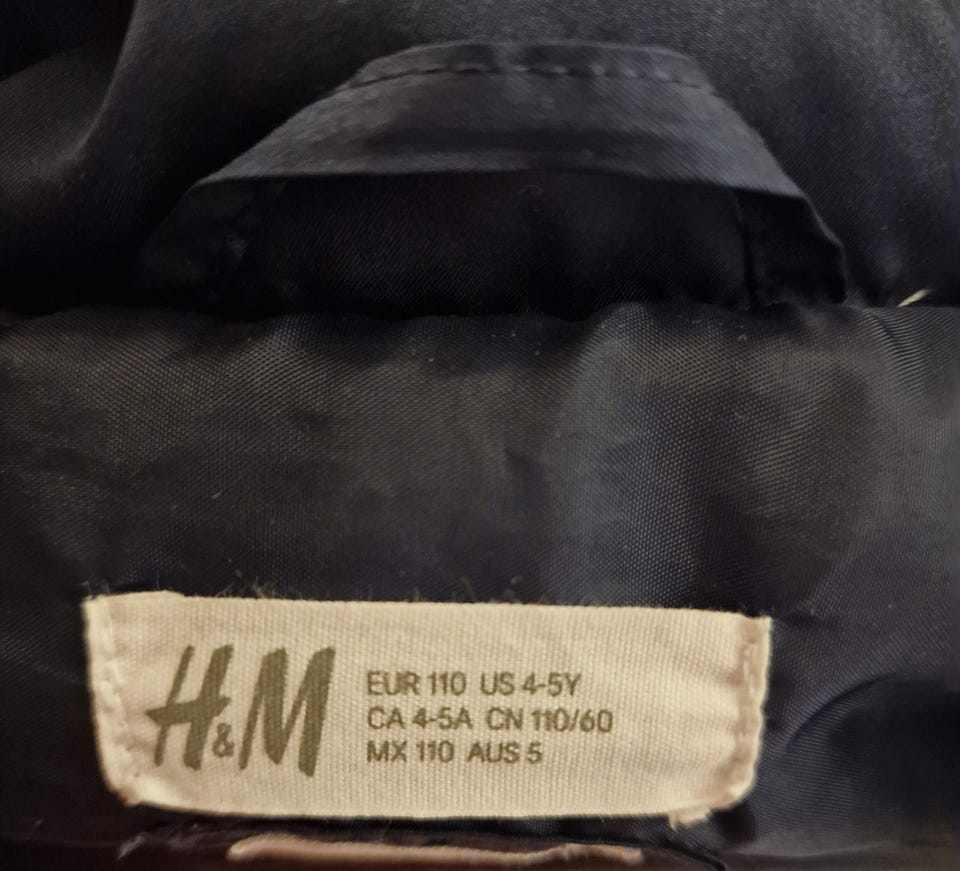 H&M
EUR 110 US 4-5Y
CA 4-5A CN 110/60
MX 110 AUS 5